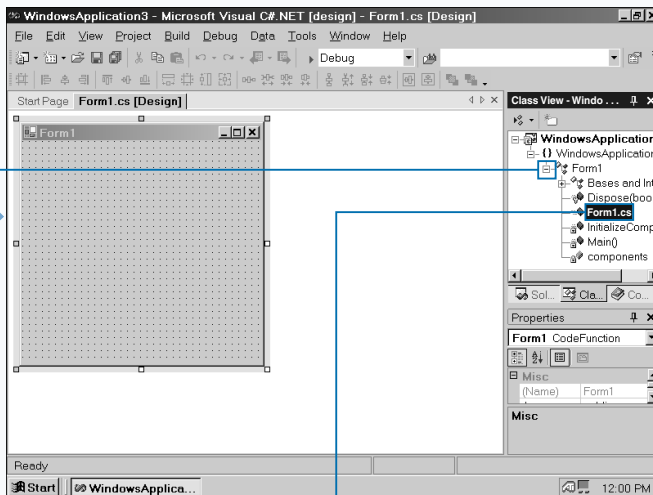 WindowsApplication3 - Microsoft Visual C#.NET [design] - Form1.cs [Design]
File Edit View Project Build Debug Data Tools Window Help
Debug
Start Page Form1.cs [Design]
Class View - Windo ...
Form1
WindowsApplication
{} WindowsApplication
Form1
Bases and Int
Dispose(boo
Form1.cs
InitializeComp
Main()
components
Sol... Cla... Co...
Properties
Form1 CodeFunction
Misc
(Name) Form1
Misc
Ready
Start WindowsApplica... 12:00 PM